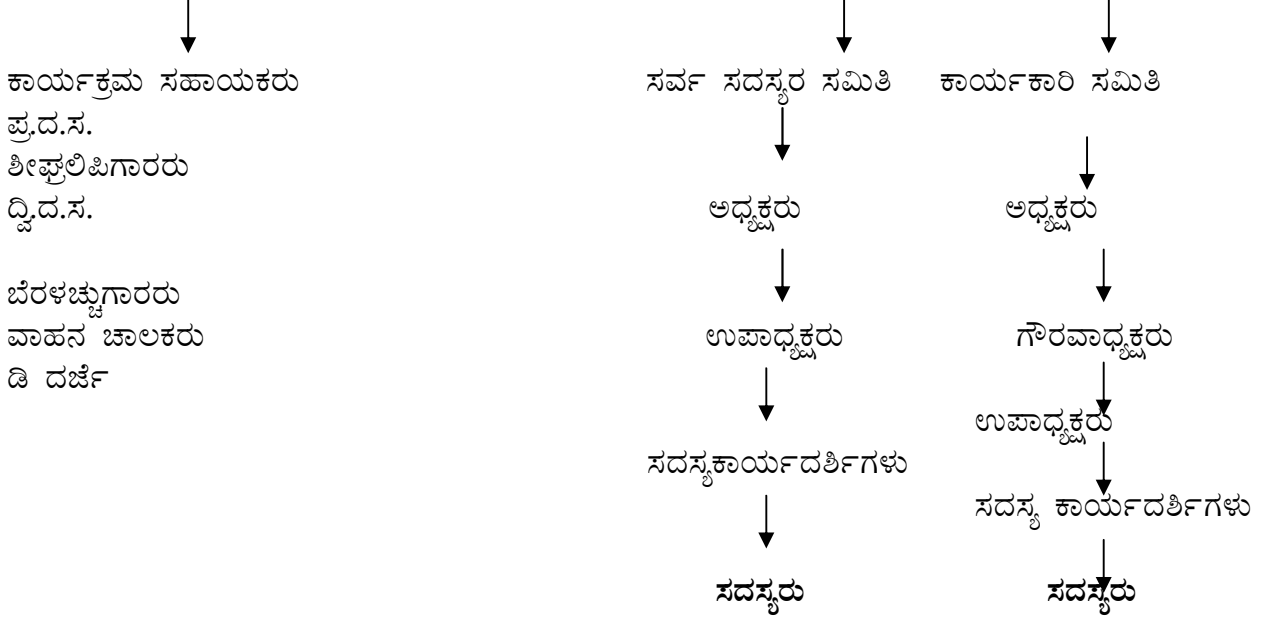 ಕಾರ್ಯಕ್ರಮ ಸಹಾಯಕರು
ಪ್ರ.ದ.ಸ.
ಶೀಘ್ರಲಿಪಿಗಾರರು
ದ್ವಿ.ದ.ಸ.
ಬೆರಳಚ್ಚುಗಾರರು
ವಾಹನ ಚಾಲಕರು
ಡಿ ದರ್ಜೆ
ಸರ್ವ ಸದಸ್ಯರ ಸಮಿತಿ
ಅಧ್ಯಕ್ಷರು
ಉಪಾಧ್ಯಕ್ಷರು
ಸದಸ್ಯಕಾರ್ಯದರ್ಶಿಗಳು
ಸದಸ್ಯರು
ಕಾರ್ಯಕಾರಿ ಸಮಿತಿ
ಅಧ್ಯಕ್ಷರು
ಗೌರವಾಧ್ಯಕ್ಷರು
ಉಪಾಧ್ಯಕ್ಷರು
ಸದಸ್ಯ ಕಾರ್ಯದರ್ಶಿಗಳು
ಸದಸ್ಯರು